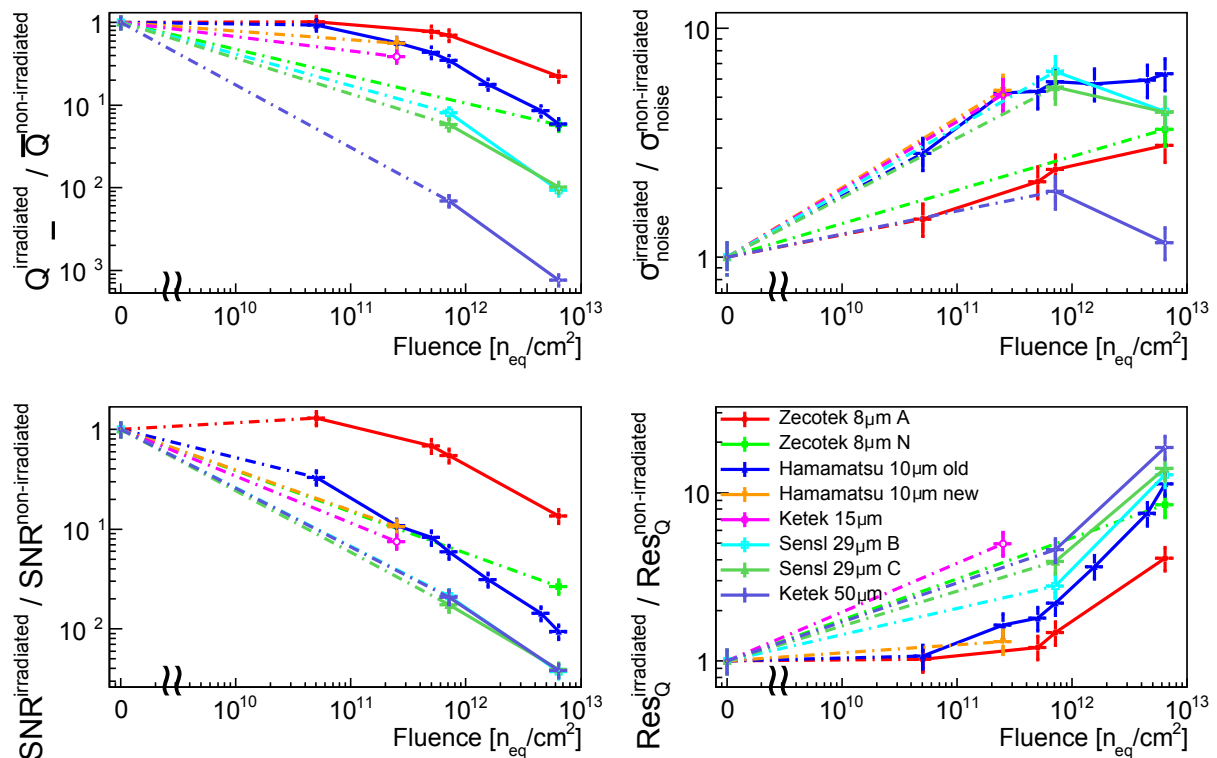 Q^irradiated / Q̅^non-irradiated
1
10 1
10 2
10 3
0 10^10 10^11 10^12 10^13
Fluence [n_eq/cm²]
σ_noise^irradiated / σ_noise^non-irradiated
10
1
0 10^10 10^11 10^12 10^13
Fluence [n_eq/cm²]
SNR^irradiated / SNR^non-irradiated
1
10 1
10 2
0 10^10 10^11 10^12 10^13
Fluence [n_eq/cm²]
Res_Q^irradiated / Res_Q^non-irradiated
10
1
Zecotek 8μm A
Zecotek 8μm N
Hamamatsu 10μm old
Hamamatsu 10μm new
Ketek 15μm
Sensl 29μm B
Sensl 29μm C
Ketek 50μm
0 10^10 10^11 10^12 10^13
Fluence [n_eq/cm²]